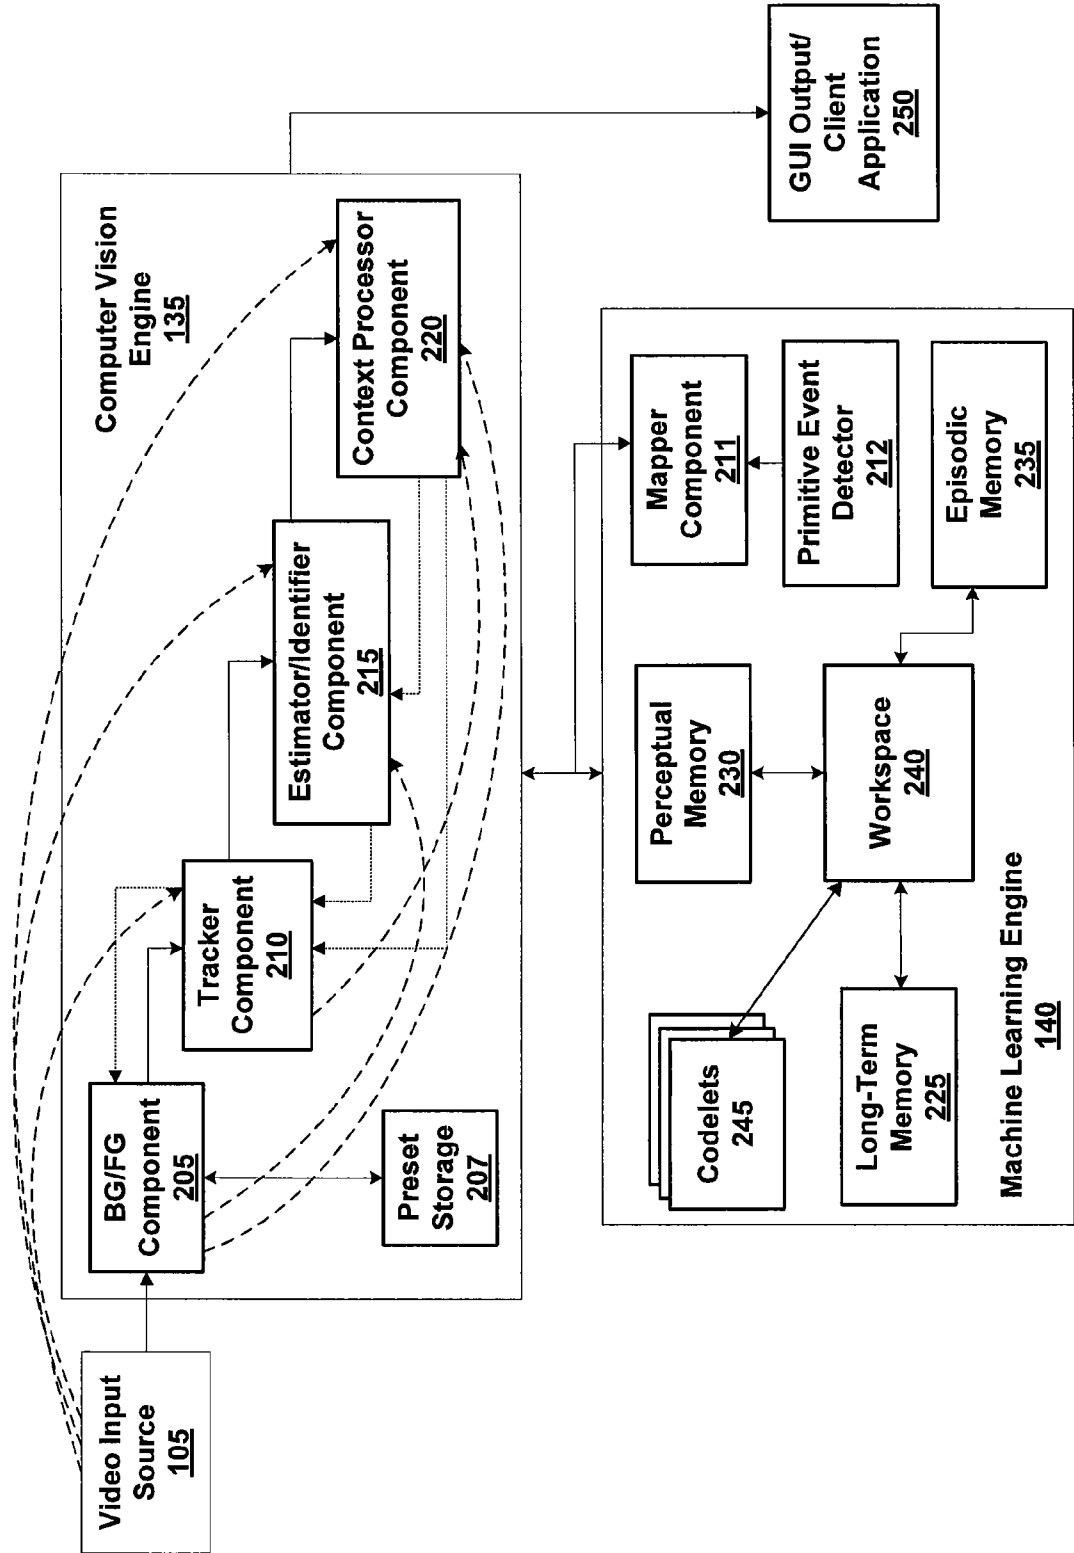 Video Input
Source
105
Computer Vision
Engine
135
BG/FG
Component
205
Tracker
Component
210
Estimator/Identifier
Component
215
Context Processor
Component
220
Preset
Storage
207
GUI Output/
Client
Application
250
Codelets
245
Perceptual
Memory
230
Mapper
Component
211
Primitive Event
Detector
212
Long-Term
Memory
225
Workspace
240
Episodic
Memory
235
Machine Learning Engine
140